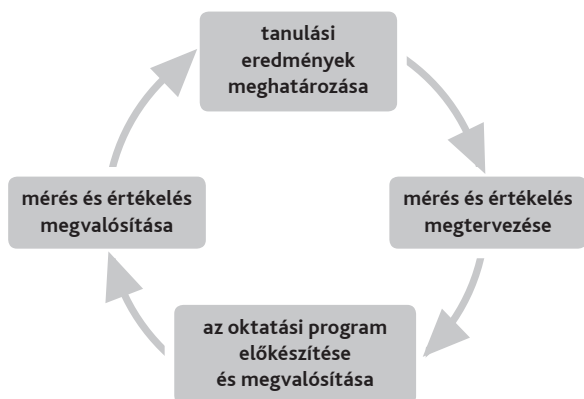 tanulási
eredmények
meghatározása
mérés és értékelés
megvalósítása
mérés és értékelés
megtervezése
az oktatási program
előkészítése
és megvalósítása